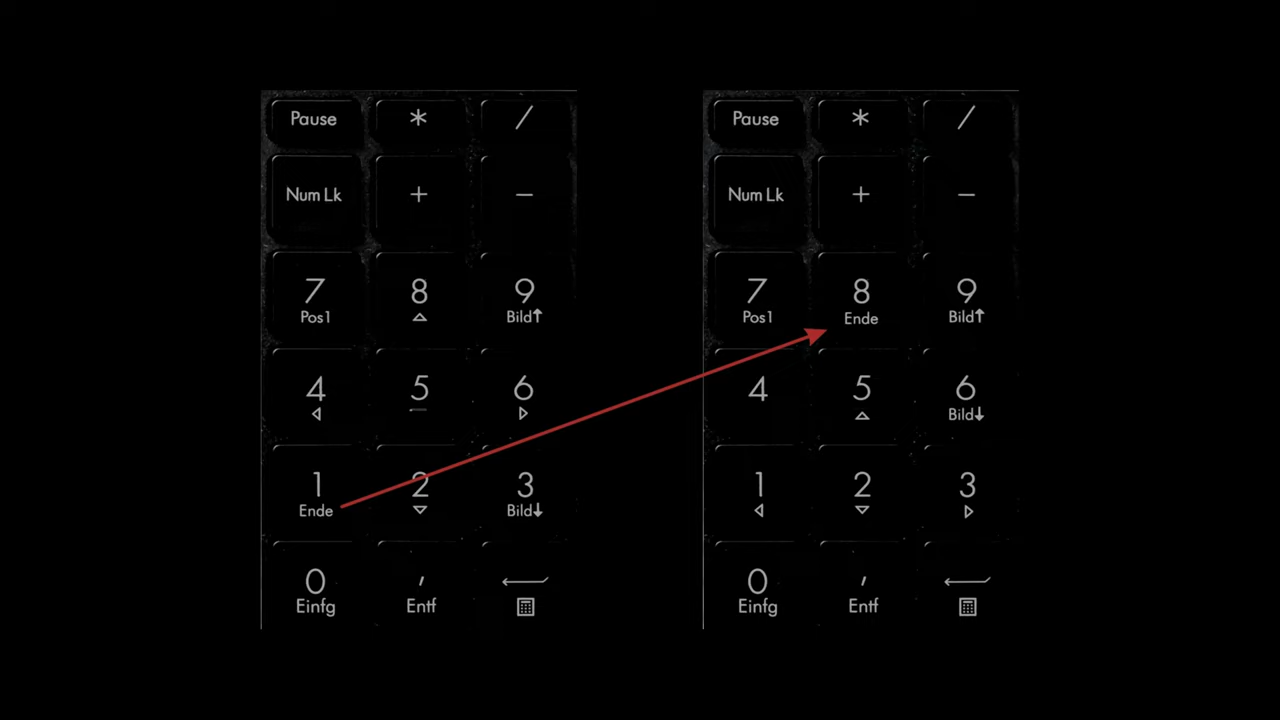 Pause * /
Num Lk + −
7 8 9
Pos1 Bild↑
4 5 6
1 2 3
Ende Bild↓
0 ,
Einfg Entf
Pause * /
Num Lk + −
7 8 9
Pos1 Ende Bild↑
4 5 6
Bild↓
1 2 3
0 ,
Einfg Entf